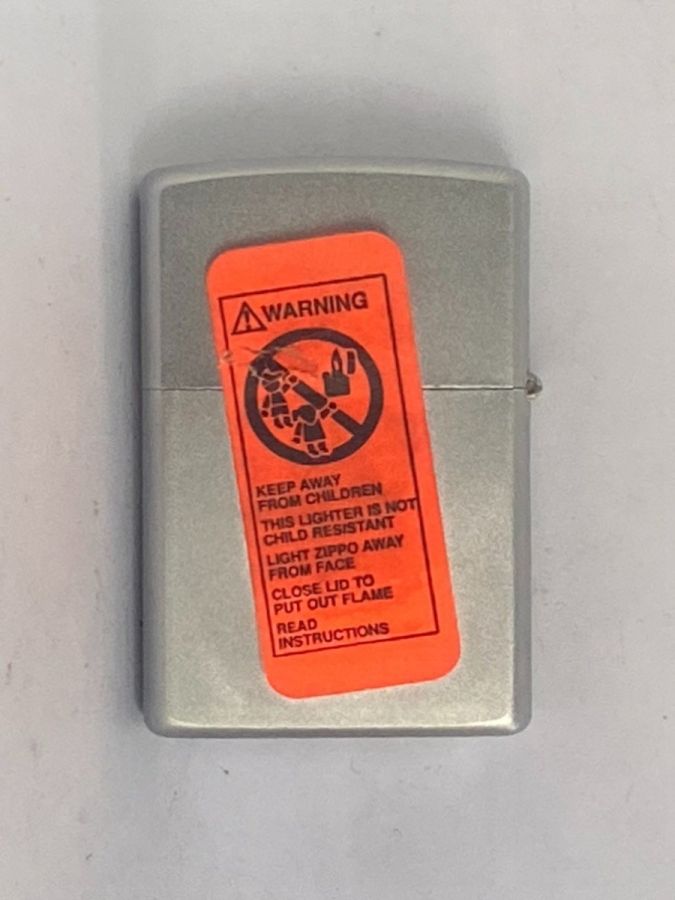 WARNING
KEEP AWAY
FROM CHILDREN
THIS LIGHTER IS NOT
CHILD RESISTANT
LIGHT ZIPPO AWAY
FROM FACE
CLOSE LID TO
PUT OUT FLAME
READ
INSTRUCTIONS